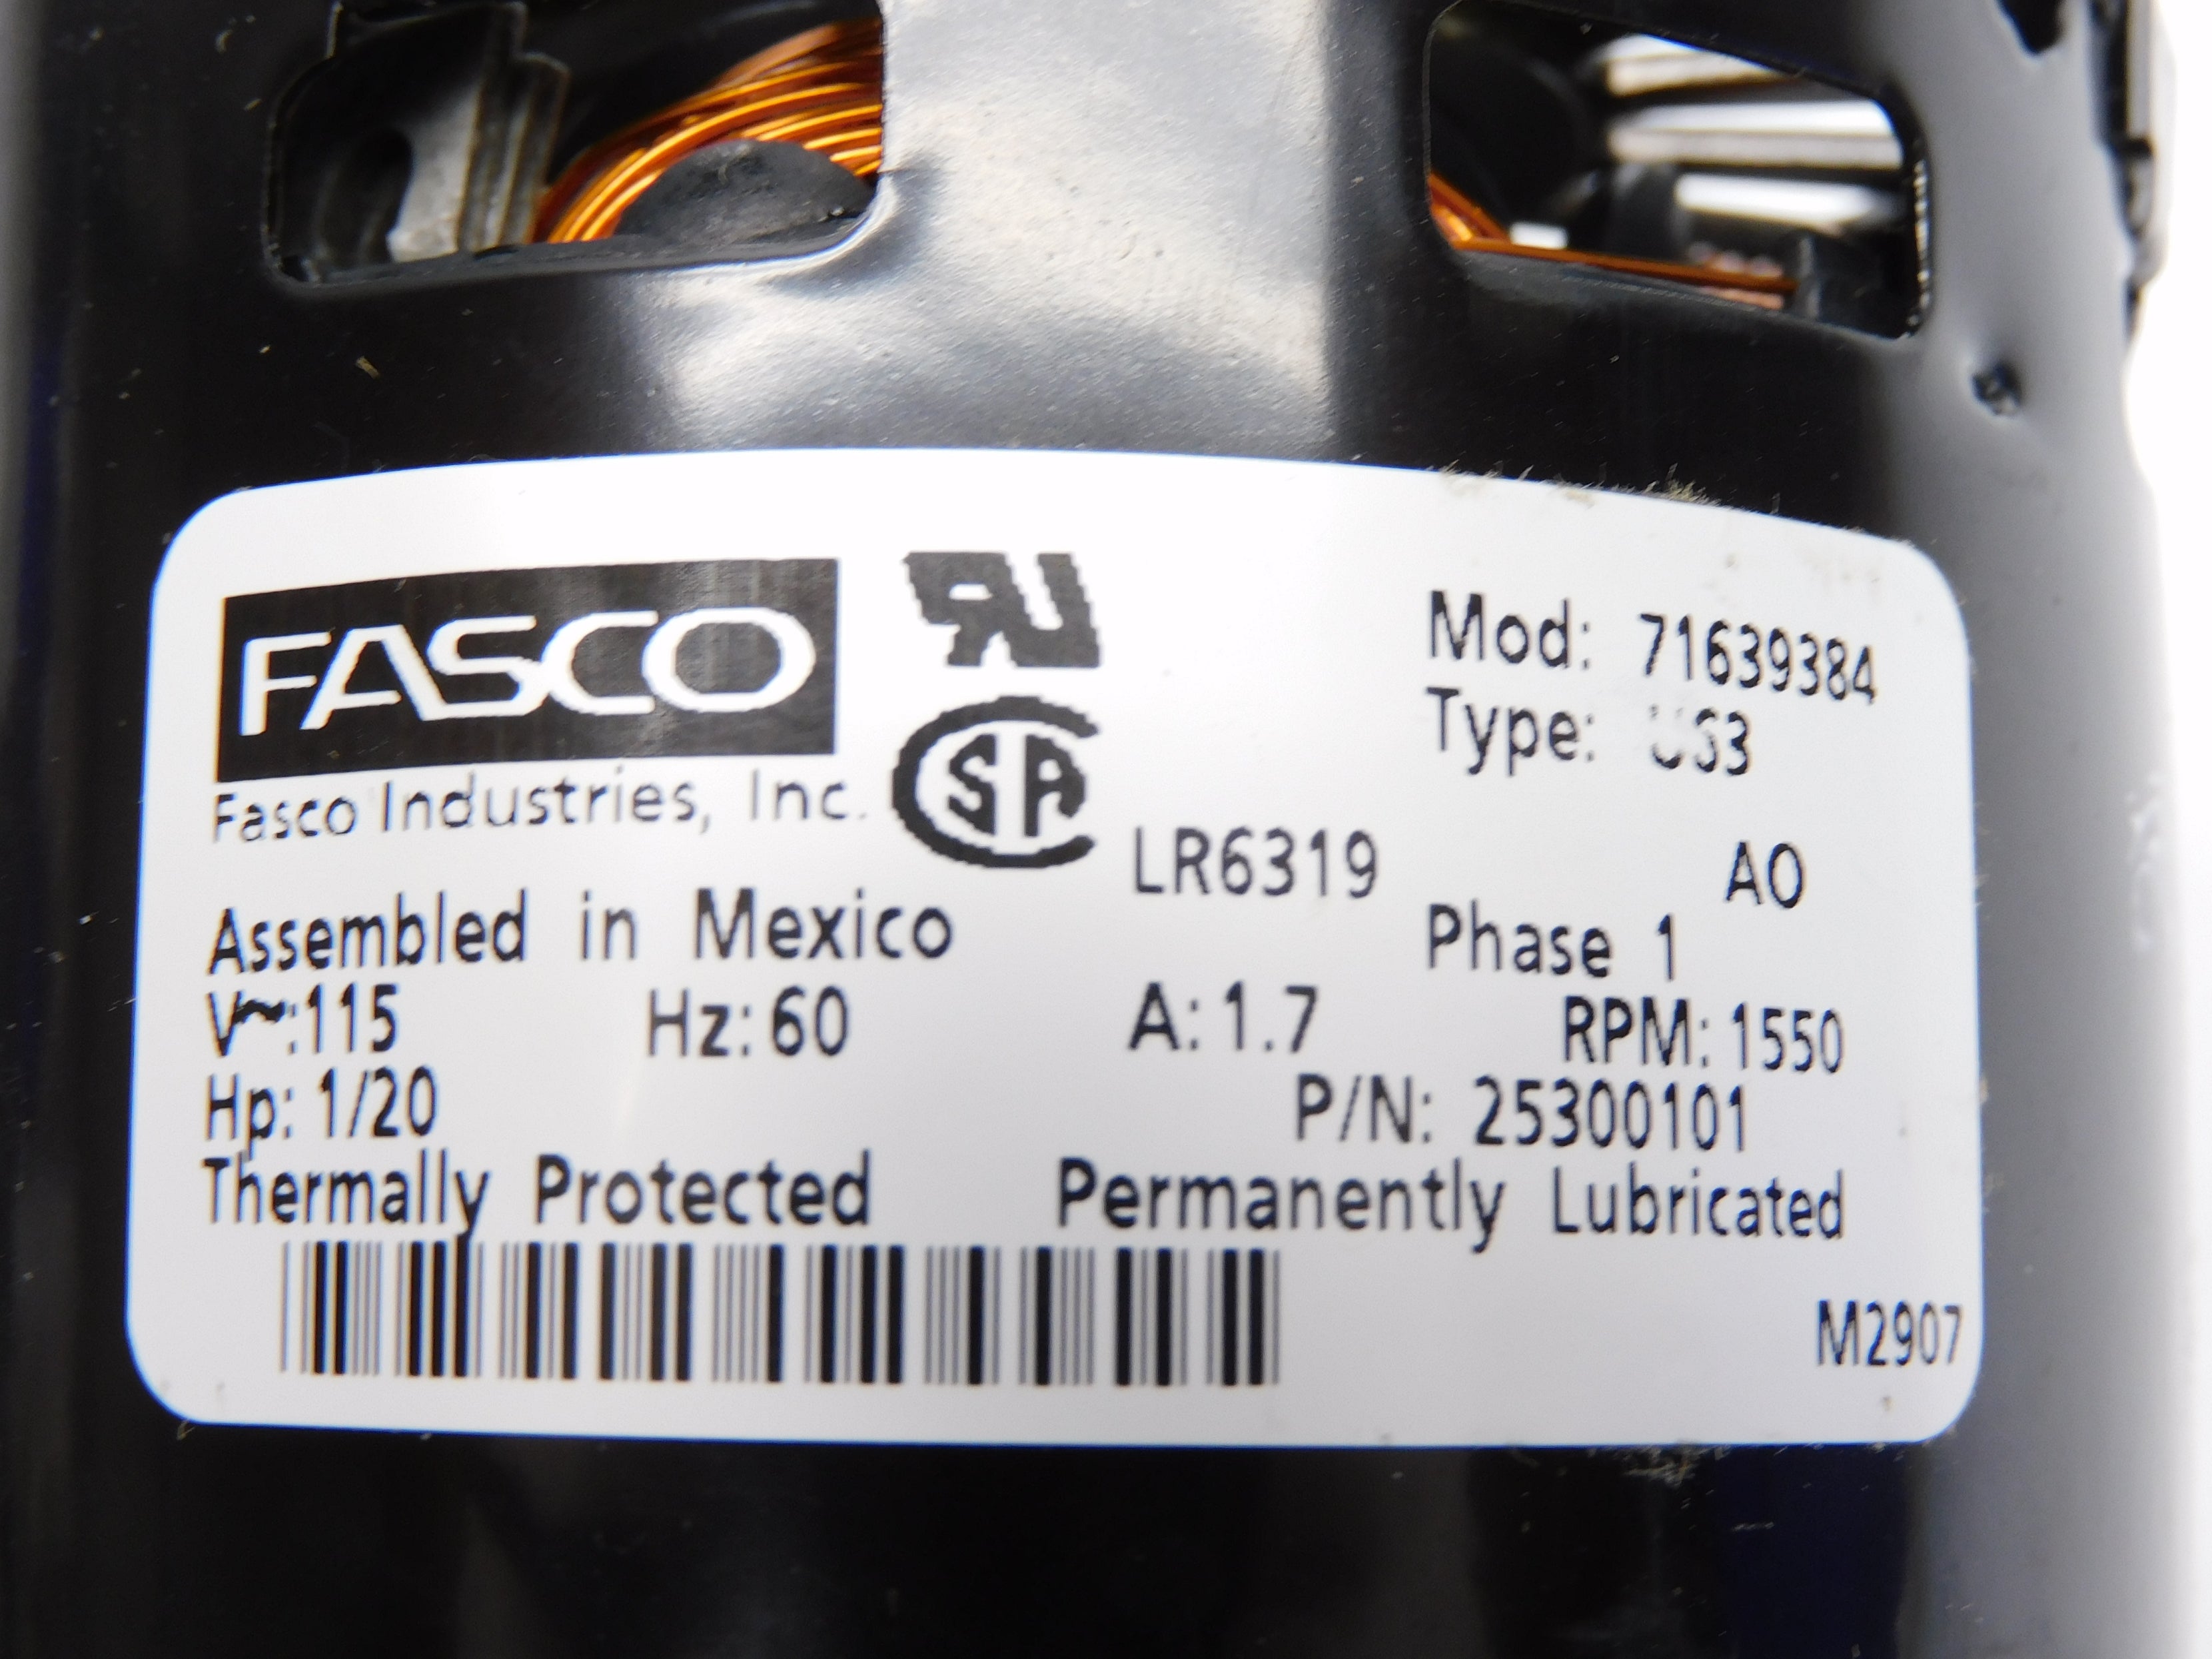 FASCO
Fasco Industries, Inc.
Mod: 71639384
Type: US3
LR6319
AO
Assembled in Mexico
Phase 1
V~:115 Hz: 60 A: 1.7 RPM: 1550
Hp: 1/20 P/N: 25300101
Thermally Protected Permanently Lubricated
M2907